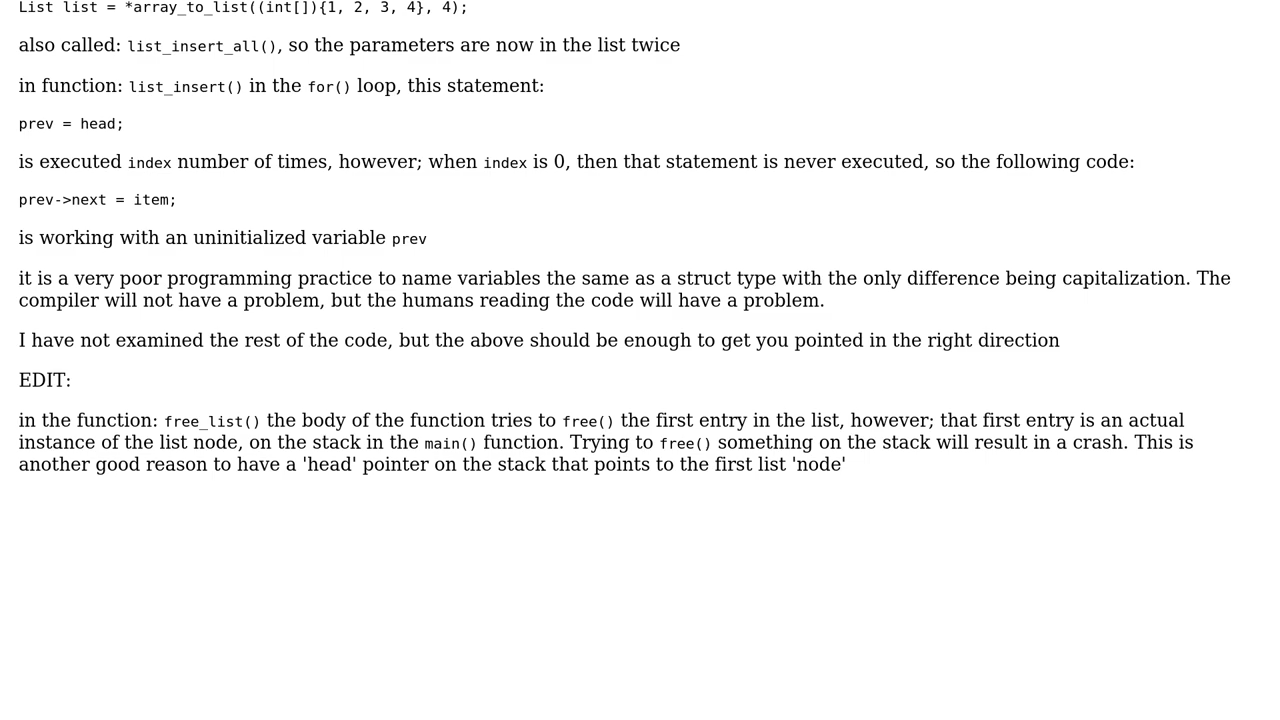 List list = *array_to_list((int[]){1, 2, 3, 4}, 4);
also called: list_insert_all(), so the parameters are now in the list twice
in function: list_insert() in the for() loop, this statement:
prev = head;
is executed index number of times, however; when index is 0, then that statement is never executed, so the following code:
prev->next = item;
is working with an uninitialized variable prev
it is a very poor programming practice to name variables the same as a struct type with the only difference being capitalization. The
compiler will not have a problem, but the humans reading the code will have a problem.
I have not examined the rest of the code, but the above should be enough to get you pointed in the right direction
EDIT:
in the function: free_list() the body of the function tries to free() the first entry in the list, however; that first entry is an actual
instance of the list node, on the stack in the main() function. Trying to free() something on the stack will result in a crash. This is
another good reason to have a 'head' pointer on the stack that points to the first list 'node'